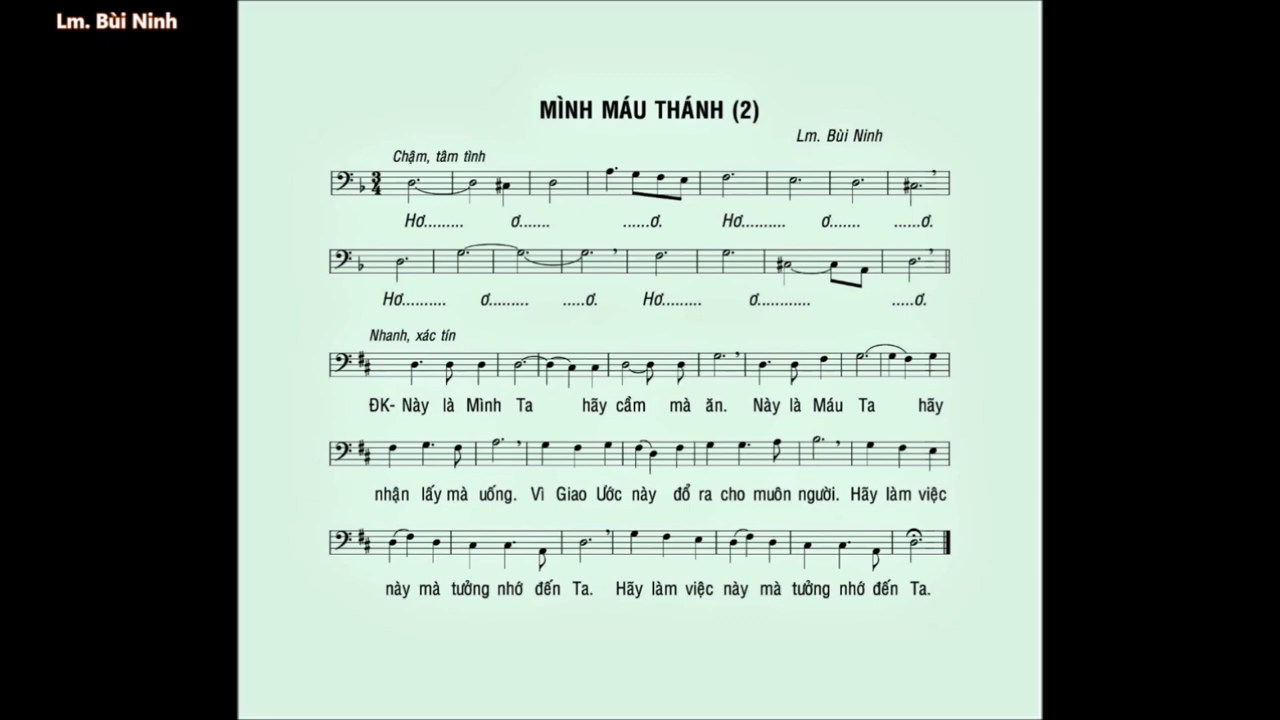 Lm. Bùi Ninh
MÌNH MÁU THÁNH (2)
Lm. Bùi Ninh
Chậm, tâm tình
3
4
Hơ......... ơ....... ......ơ. Hơ.......... ơ....... ......ơ.
Hơ.......... ơ......... .....ơ. Hơ......... ơ............ .....ơ.
Nhanh, xác tín
ĐK- Này là Mình Ta hãy cầm mà ăn. Này là Máu Ta hãy
nhận lấy mà uống. Vì Giao Ước này đổ ra cho muôn người. Hãy làm việc
này mà tưởng nhớ đến Ta. Hãy làm việc này mà tưởng nhớ đến Ta.